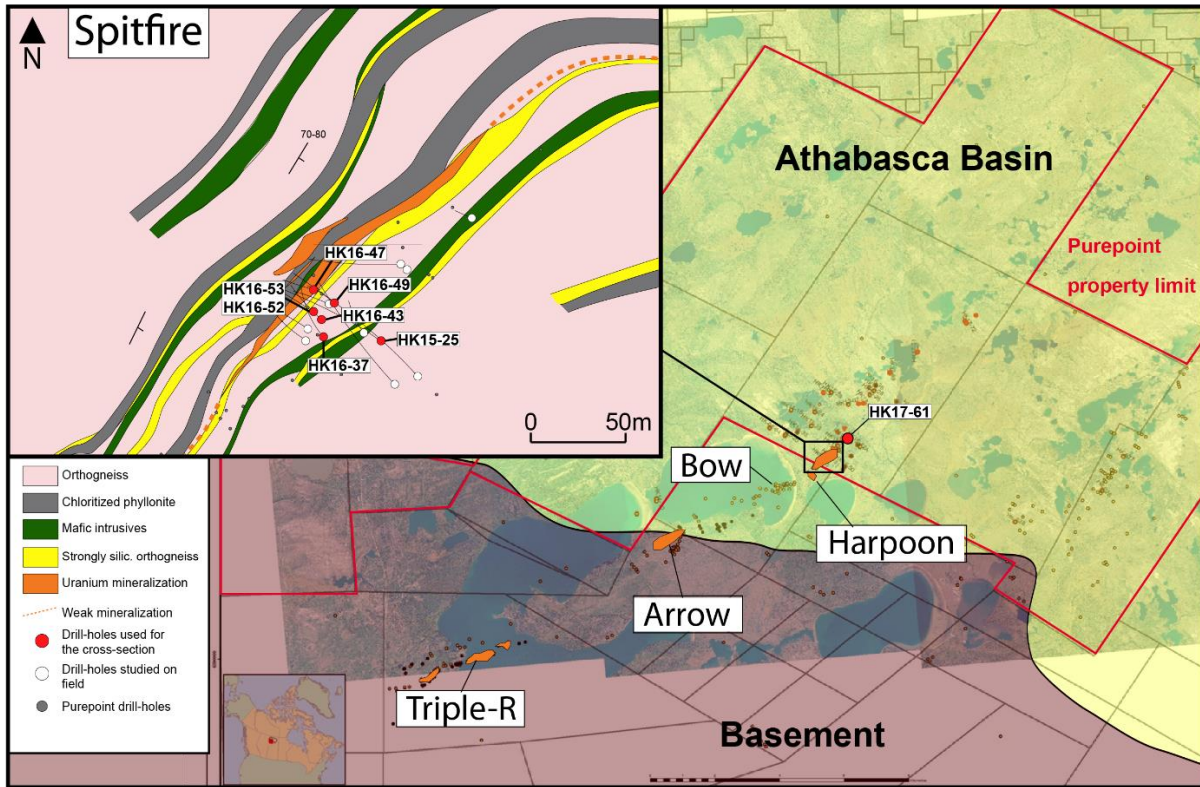 Spitfire
N
70-80
HK16-47
HK16-53
HK16-49
HK16-52
HK16-43
HK15-25
HK16-37
0 50m
Orthogneiss
Chloritized phyllonite
Mafic intrusives
Strongly silic. orthogneiss
Uranium mineralization
Weak mineralization
Drill-holes used for
the cross-section
Drill-holes studied on
field
Purepoint drill-holes
Athabasca Basin
Purepoint
property limit
HK17-61
Bow
Harpoon
Arrow
Triple-R
Basement